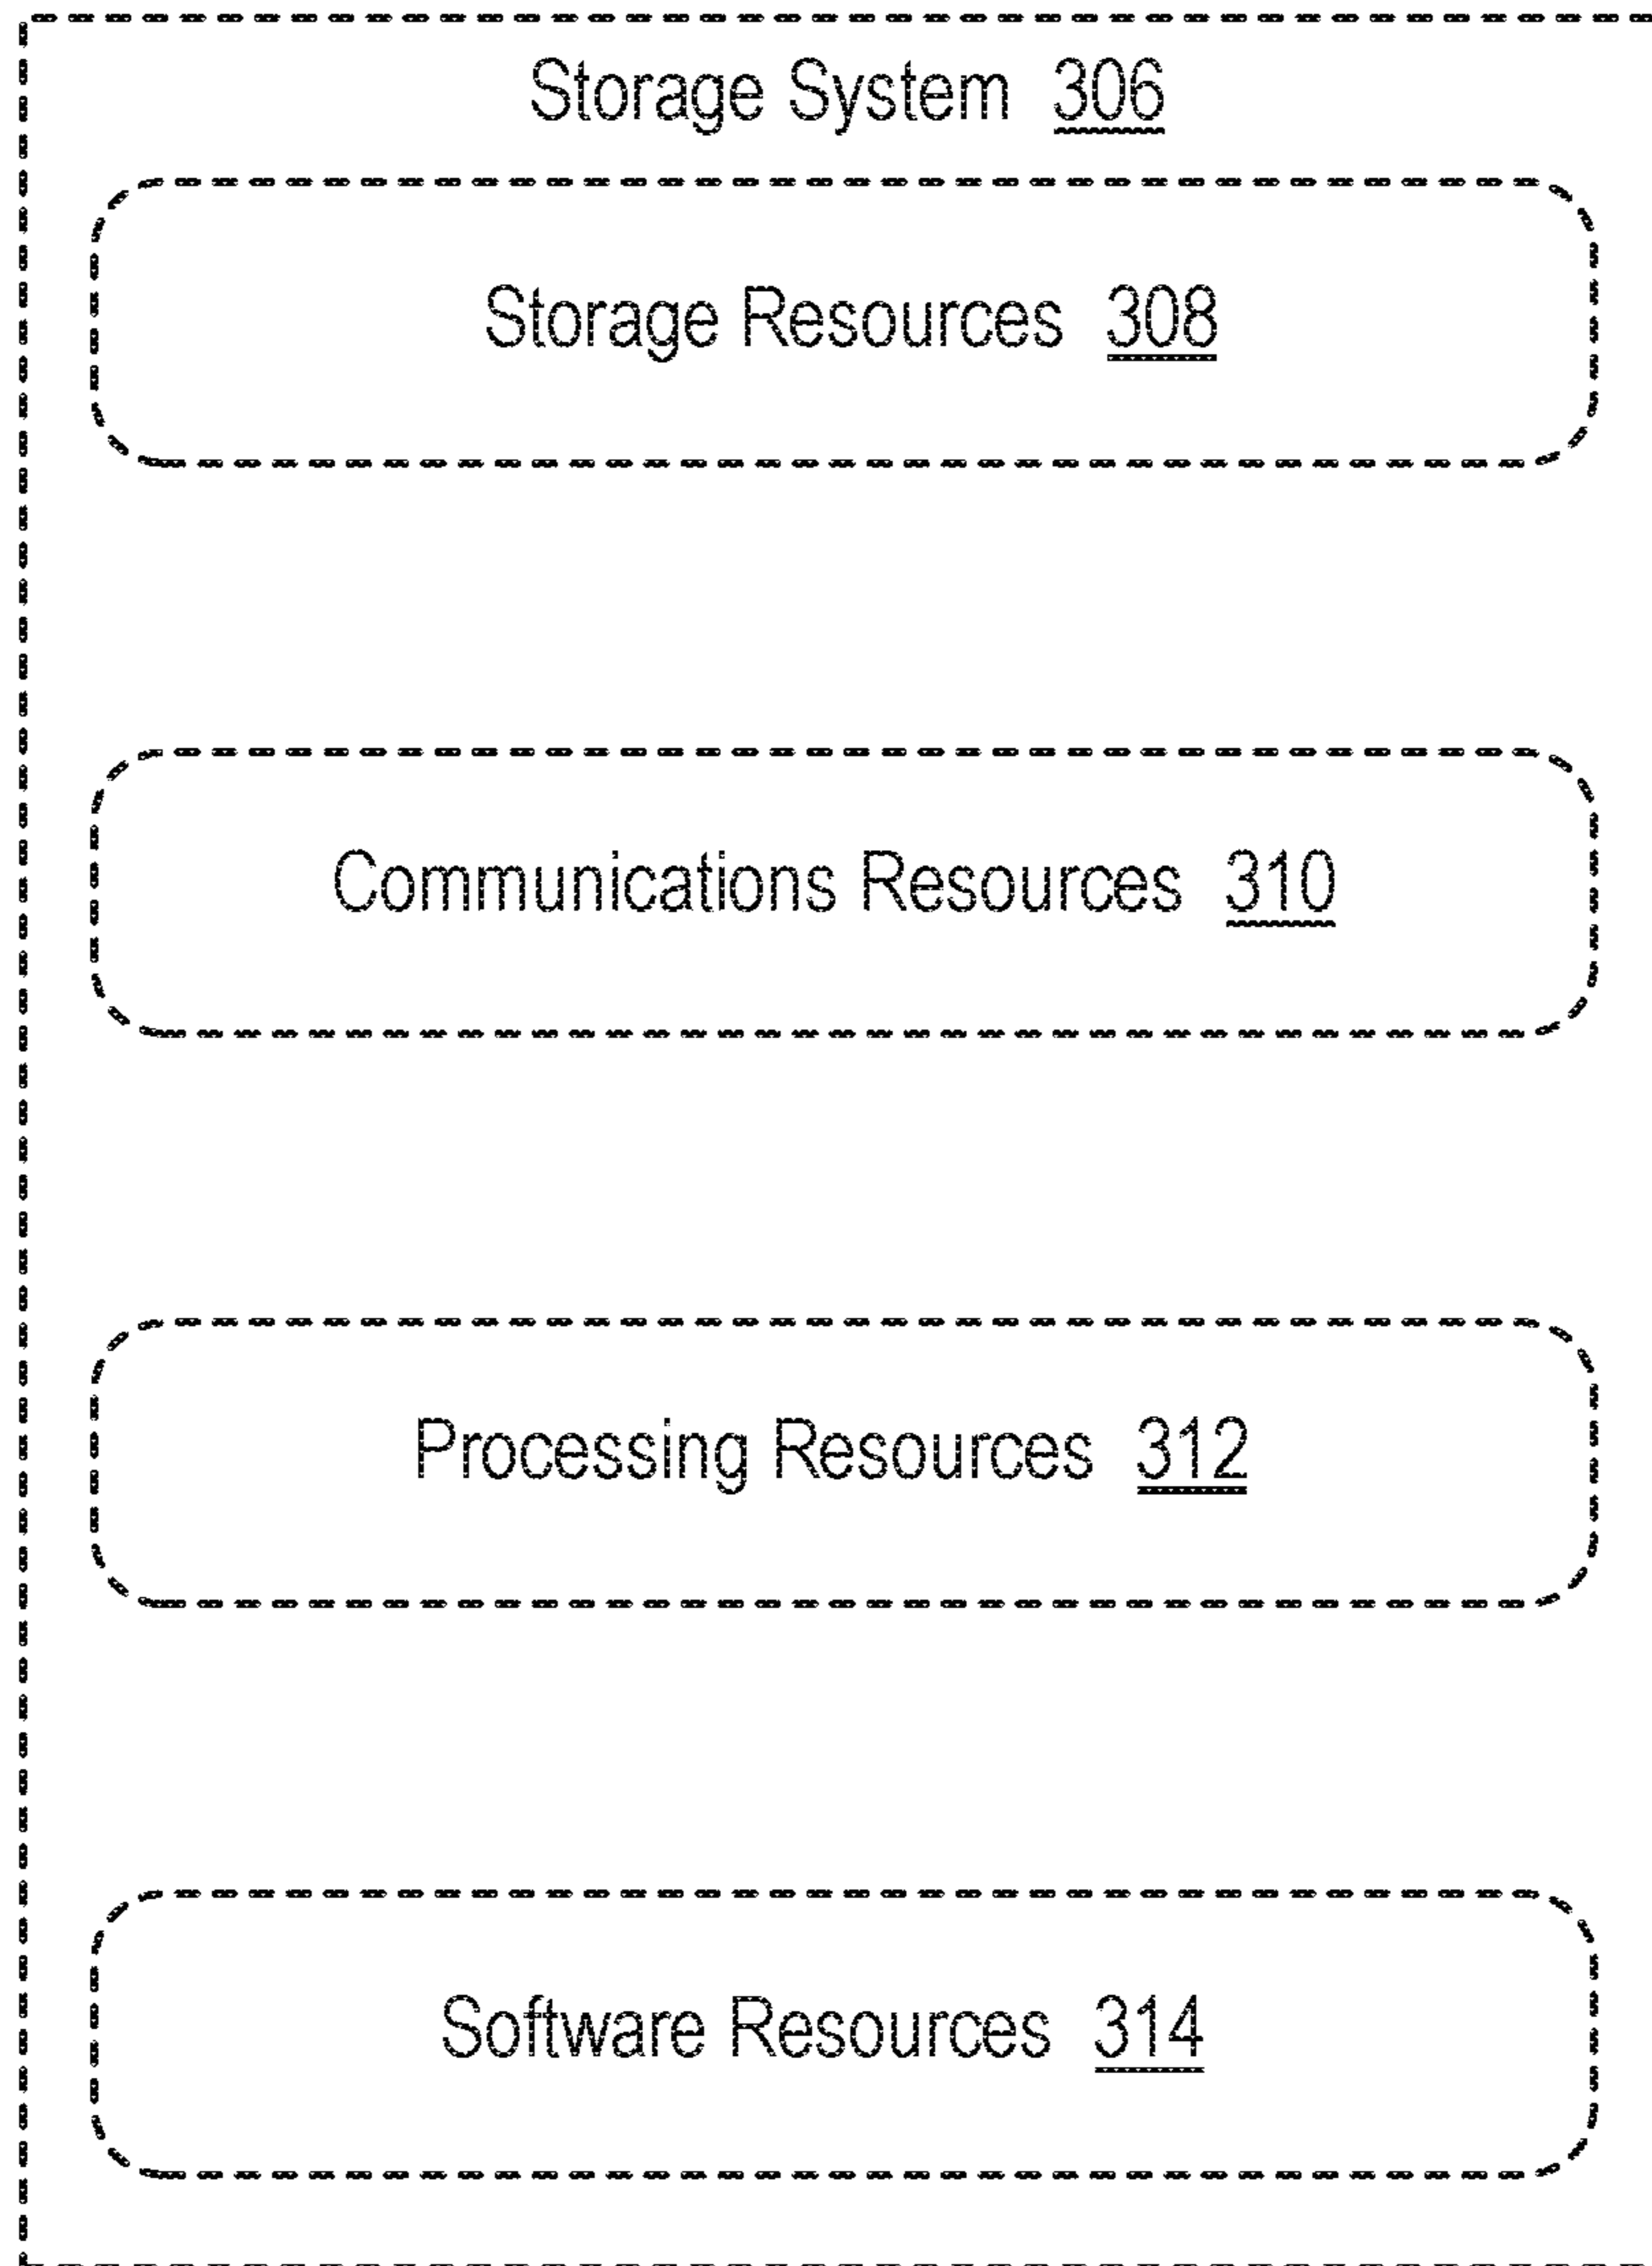 Storage System 306
Storage Resources 308
Communications Resources 310
Processing Resources 312
Software Resources 314